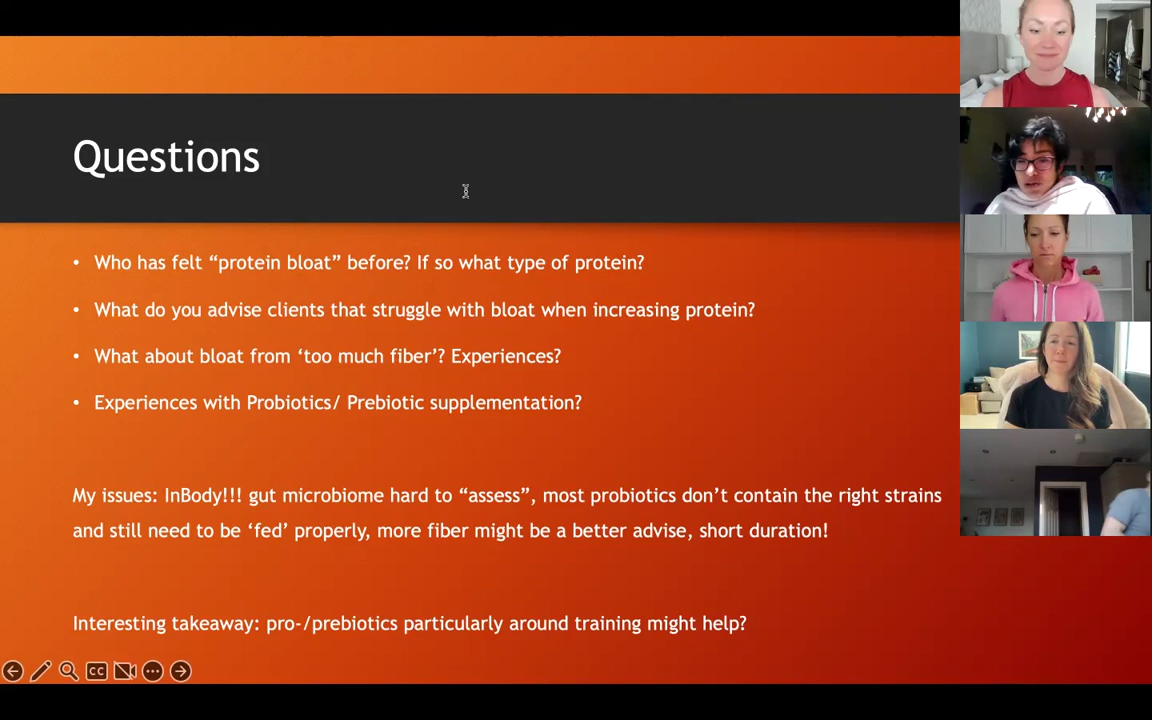 Questions
• Who has felt “protein bloat” before? If so what type of protein?
• What do you advise clients that struggle with bloat when increasing protein?
• What about bloat from ‘too much fiber’? Experiences?
• Experiences with Probiotics/ Prebiotic supplementation?
My issues: InBody!!! gut microbiome hard to “assess”, most probiotics don’t contain the right strains
and still need to be ‘fed’ properly, more fiber might be a better advise, short duration!
Interesting takeaway: pro-/prebiotics particularly around training might help?
CC